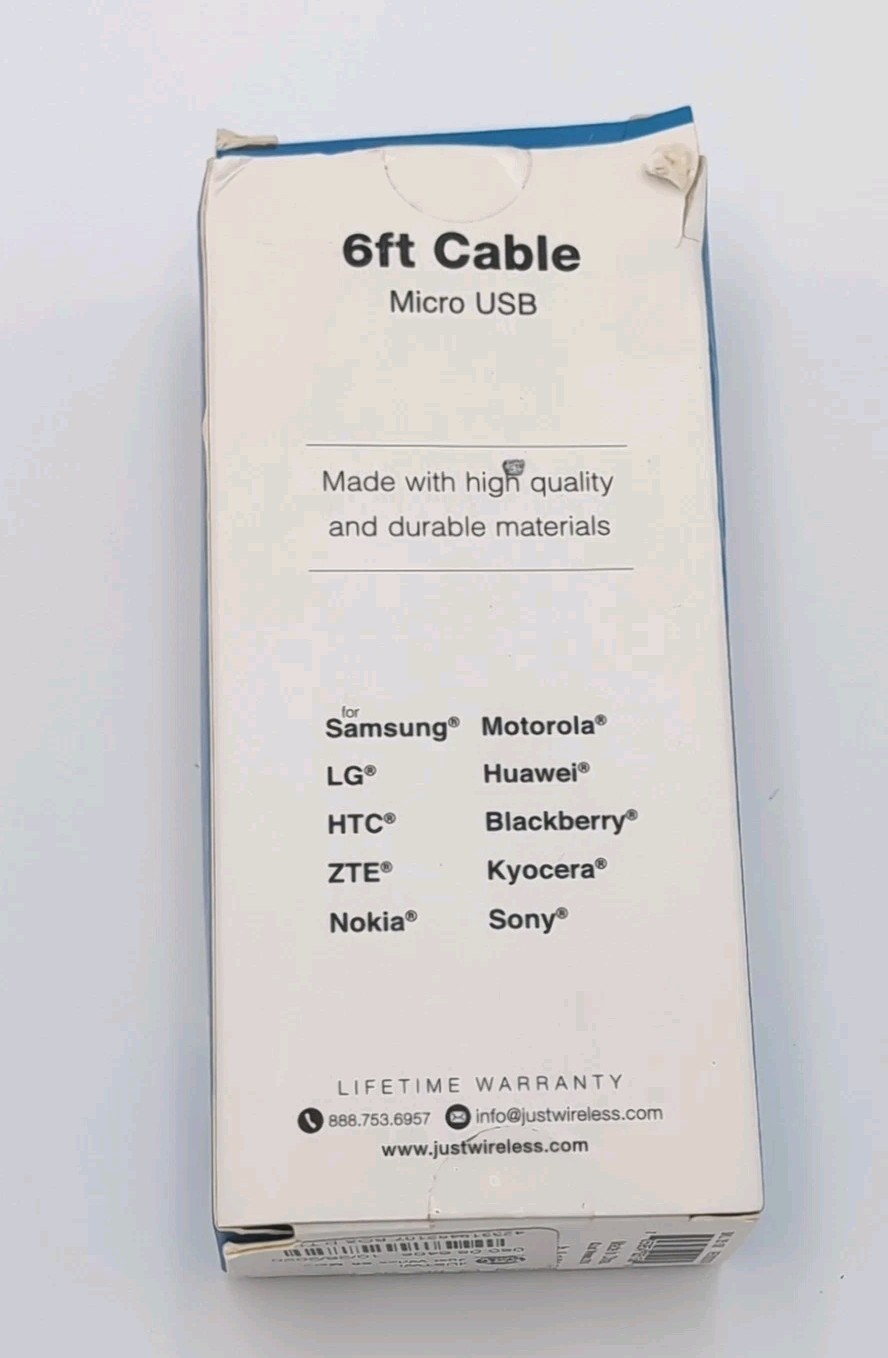 6ft Cable
Micro USB
Made with high quality
and durable materials
for
Samsung® Motorola®
LG® Huawei®
HTC® Blackberry®
ZTE® Kyocera®
Nokia® Sony®
LIFETIME WARRANTY
888.753.6957 info@justwireless.com
www.justwireless.com